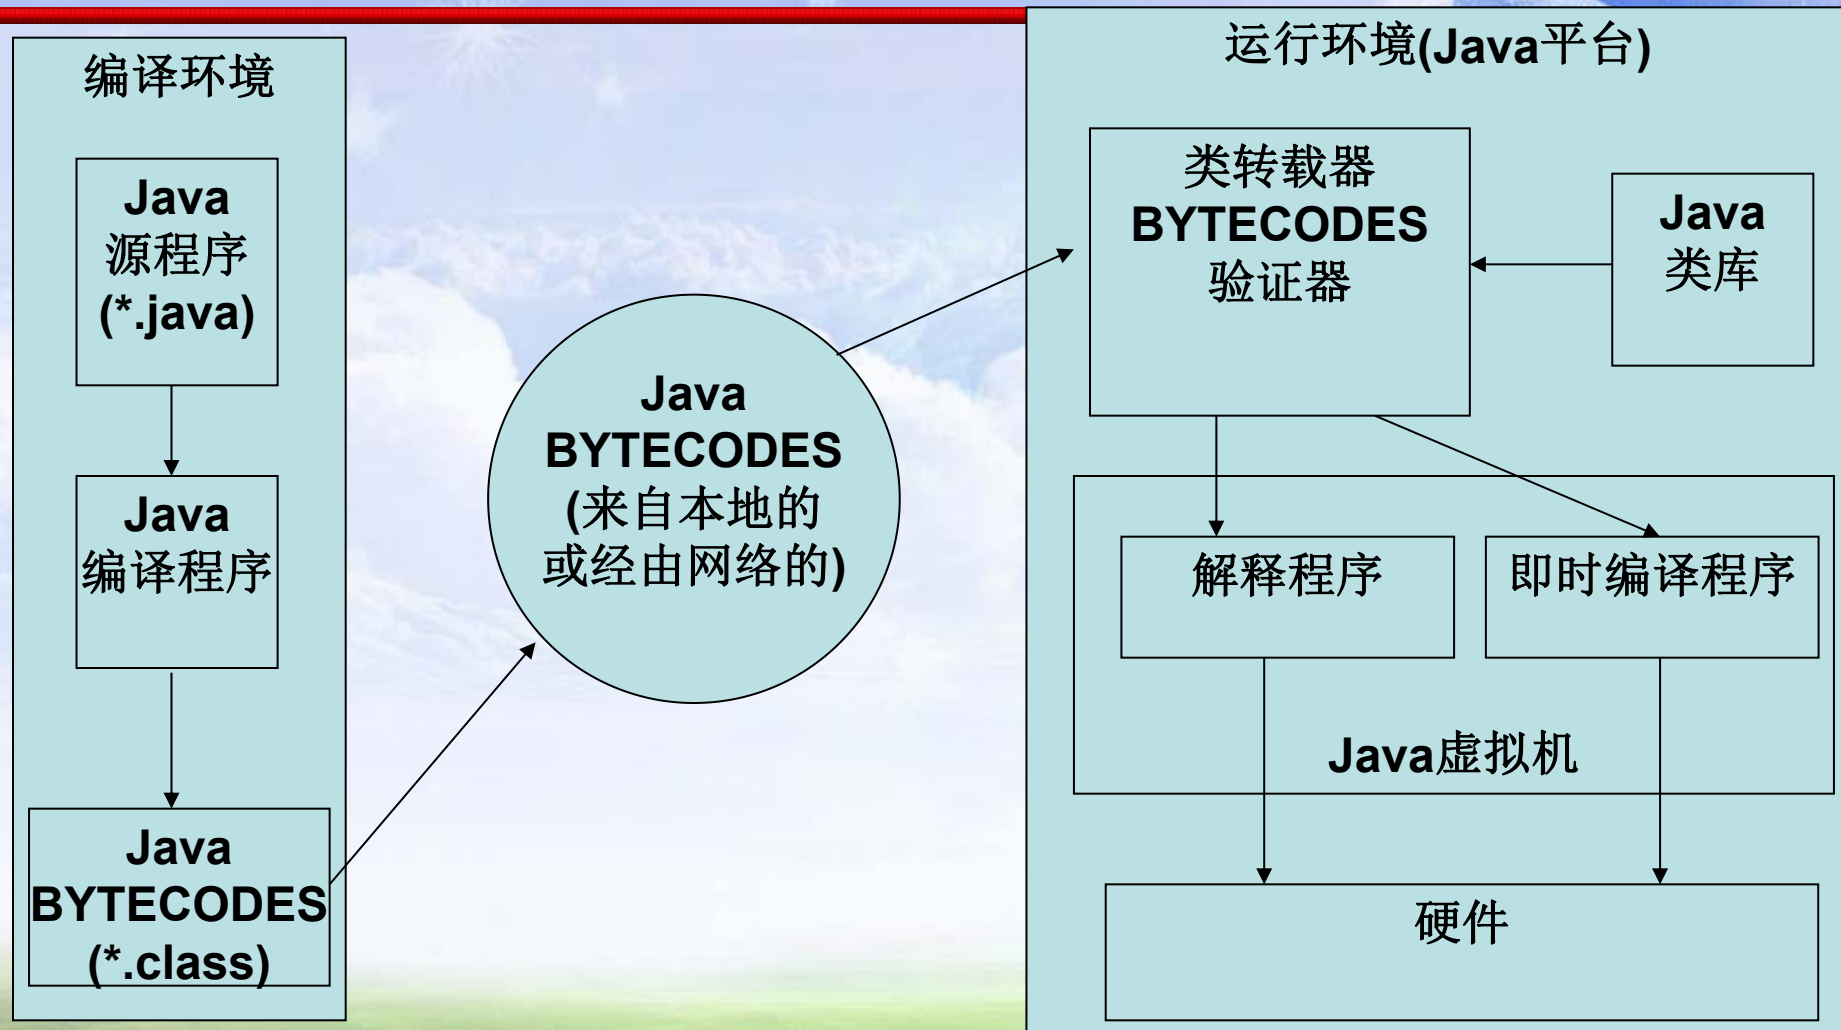 编译环境
Java
源程序
(*.java)
Java
编译程序
Java
BYTECODES
(*.class)
Java
BYTECODES
(来自本地的
或经由网络的)
运行环境(Java平台)
类转载器
BYTECODES
验证器
Java
类库
解释程序
即时编译程序
Java虚拟机
硬件